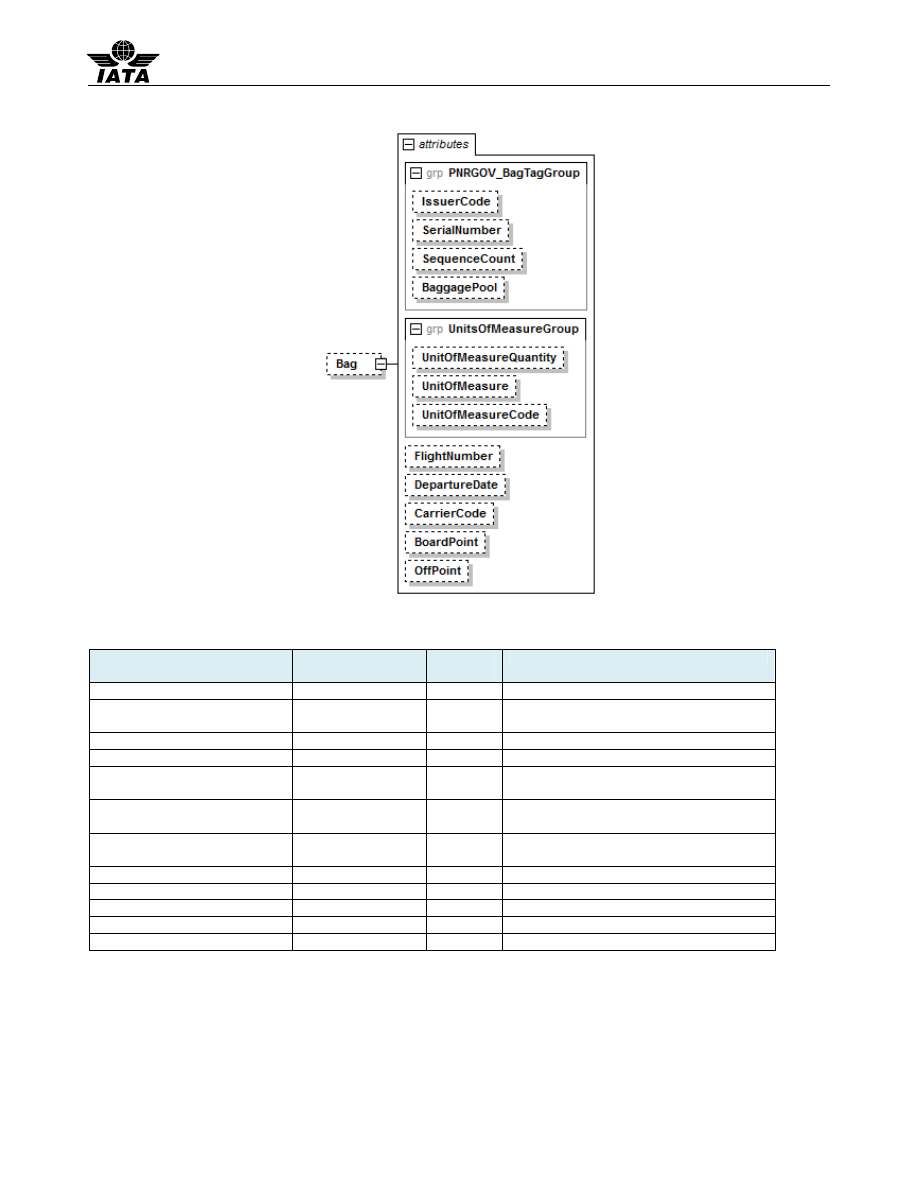 IATA
attributes
grp PNRGOV_BagTagGroup
IssuerCode
SerialNumber
SequenceCount
BaggagePool
grp UnitsOfMeasureGroup
UnitOfMeasureQuantity
Bag
UnitOfMeasure
UnitOfMeasureCode
FlightNumber
DepartureDate
CarrierCode
BoardPoint
OffPoint